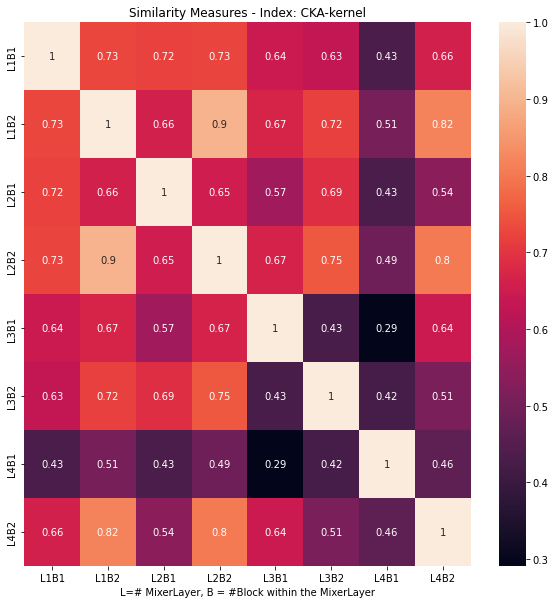 Similarity Measures - Index: CKA-kernel
L1B1 1 0.73 0.72 0.73 0.64 0.63 0.43 0.66
L1B2 0.73 1 0.66 0.9 0.67 0.72 0.51 0.82
L2B1 0.72 0.66 1 0.65 0.57 0.69 0.43 0.54
L2B2 0.73 0.9 0.65 1 0.67 0.75 0.49 0.8
L3B1 0.64 0.67 0.57 0.67 1 0.43 0.29 0.64
L3B2 0.63 0.72 0.69 0.75 0.43 1 0.42 0.51
L4B1 0.43 0.51 0.43 0.49 0.29 0.42 1 0.46
L4B2 0.66 0.82 0.54 0.8 0.64 0.51 0.46 1
L1B1 L1B2 L2B1 L2B2 L3B1 L3B2 L4B1 L4B2
L=# MixerLayer, B = #Block within the MixerLayer
1.0
0.9
0.8
0.7
0.6
0.5
0.4
0.3